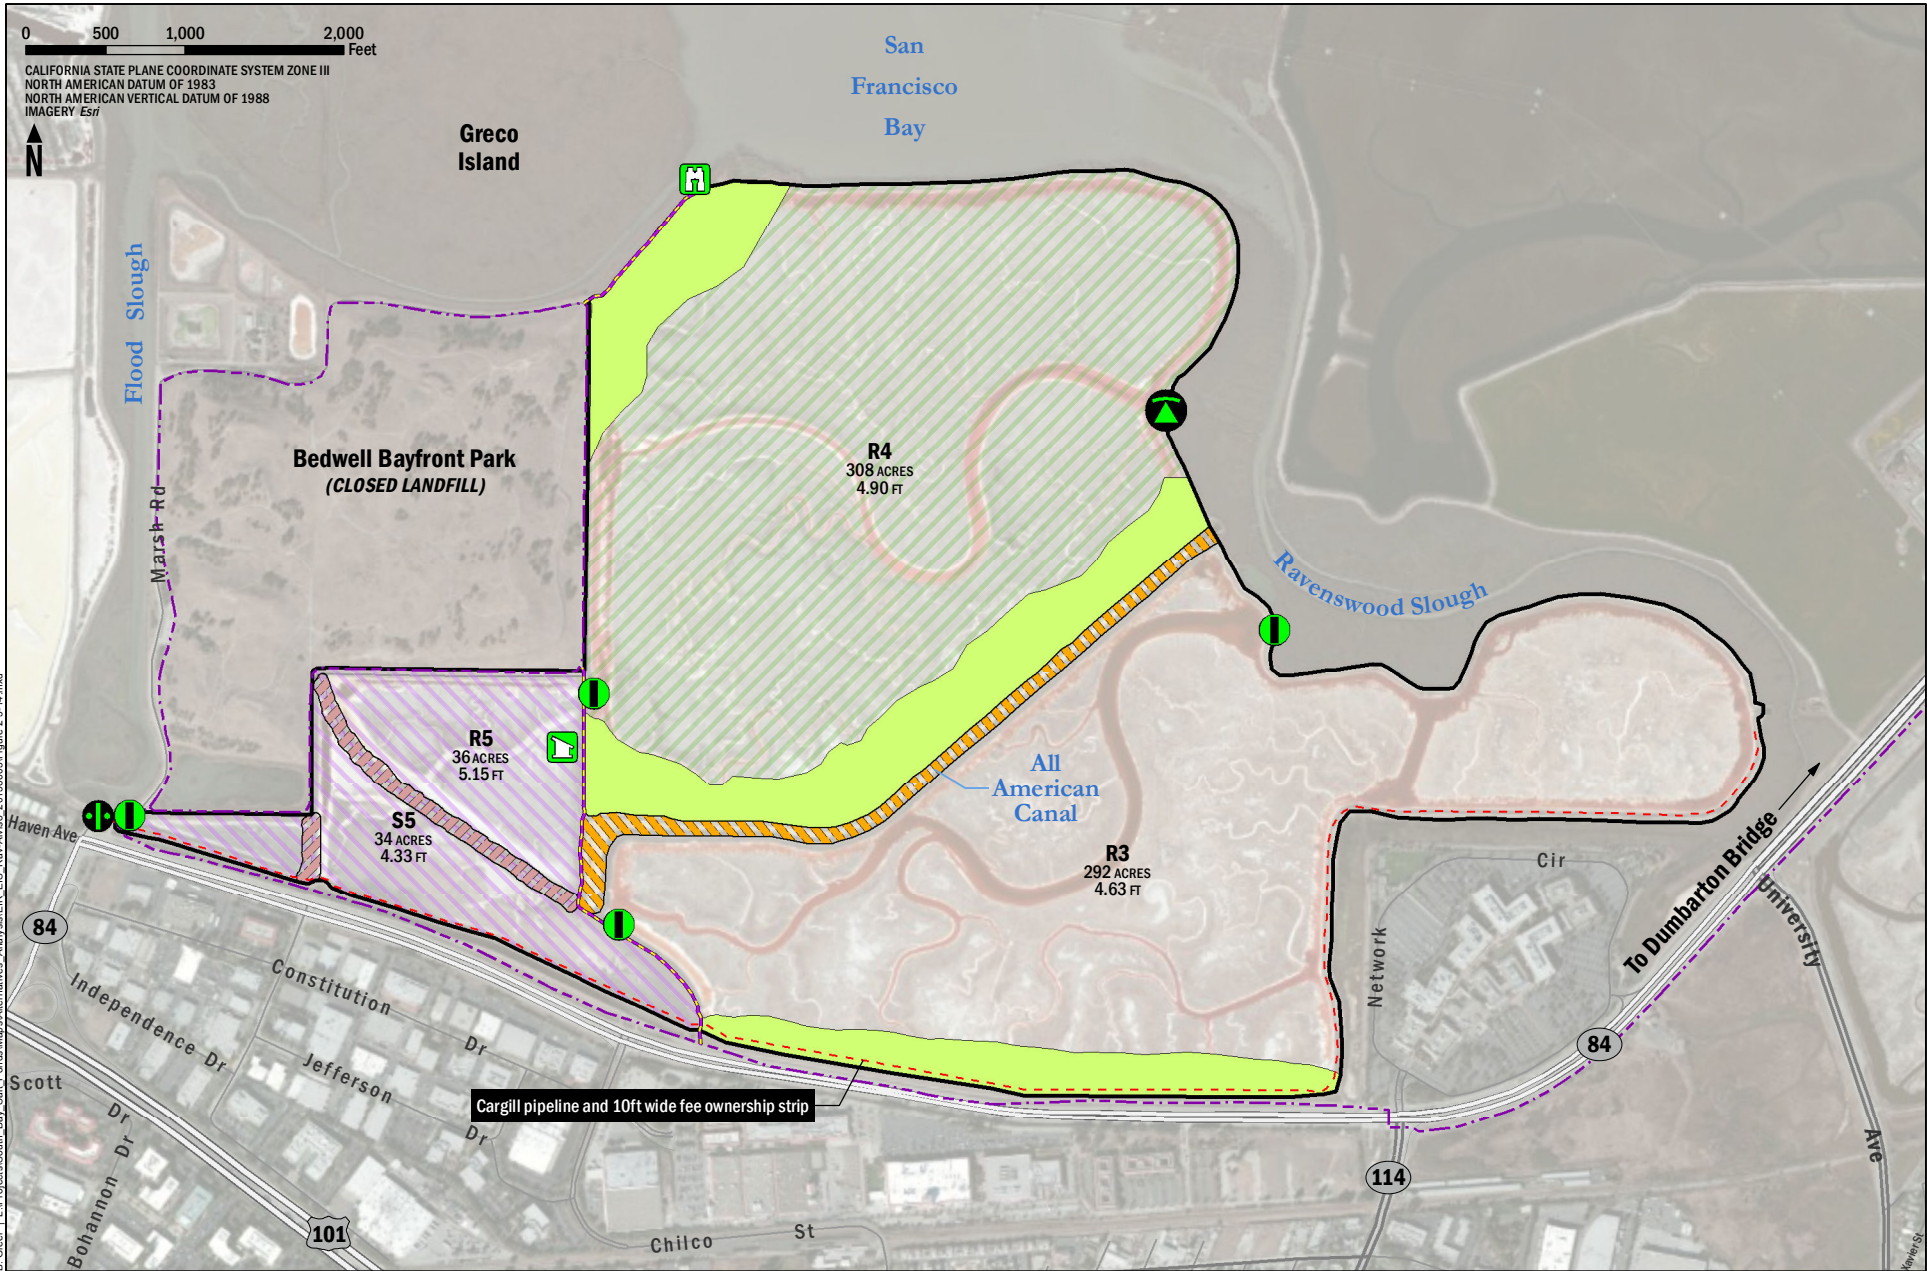 0 500 1,000 2,000
Feet
CALIFORNIA STATE PLANE COORDINATE SYSTEM ZONE III
NORTH AMERICAN DATUM OF 1983
NORTH AMERICAN VERTICAL DATUM OF 1988
IMAGERY Esri
N
San
Francisco
Bay
Greco
Island
Flood Slough
Marsh Rd
Bedwell Bayfront Park
(CLOSED LANDFILL)
R4
308 ACRES
4.90 FT
Ravenswood Slough
R5
36 ACRES
5.15 FT
S5
34 ACRES
4.33 FT
All
American
Canal
R3
292 ACRES
4.63 FT
Haven Ave
84
Cir
Network
To Dumbarton Bridge
University
Ave
84
114
Constitution
Dr
Independence Dr
Jefferson
Dr
Cargill pipeline and 10ft wide fee ownership strip
Scott
Dr
Bohannon Dr
101
Chilco St
Xavier St